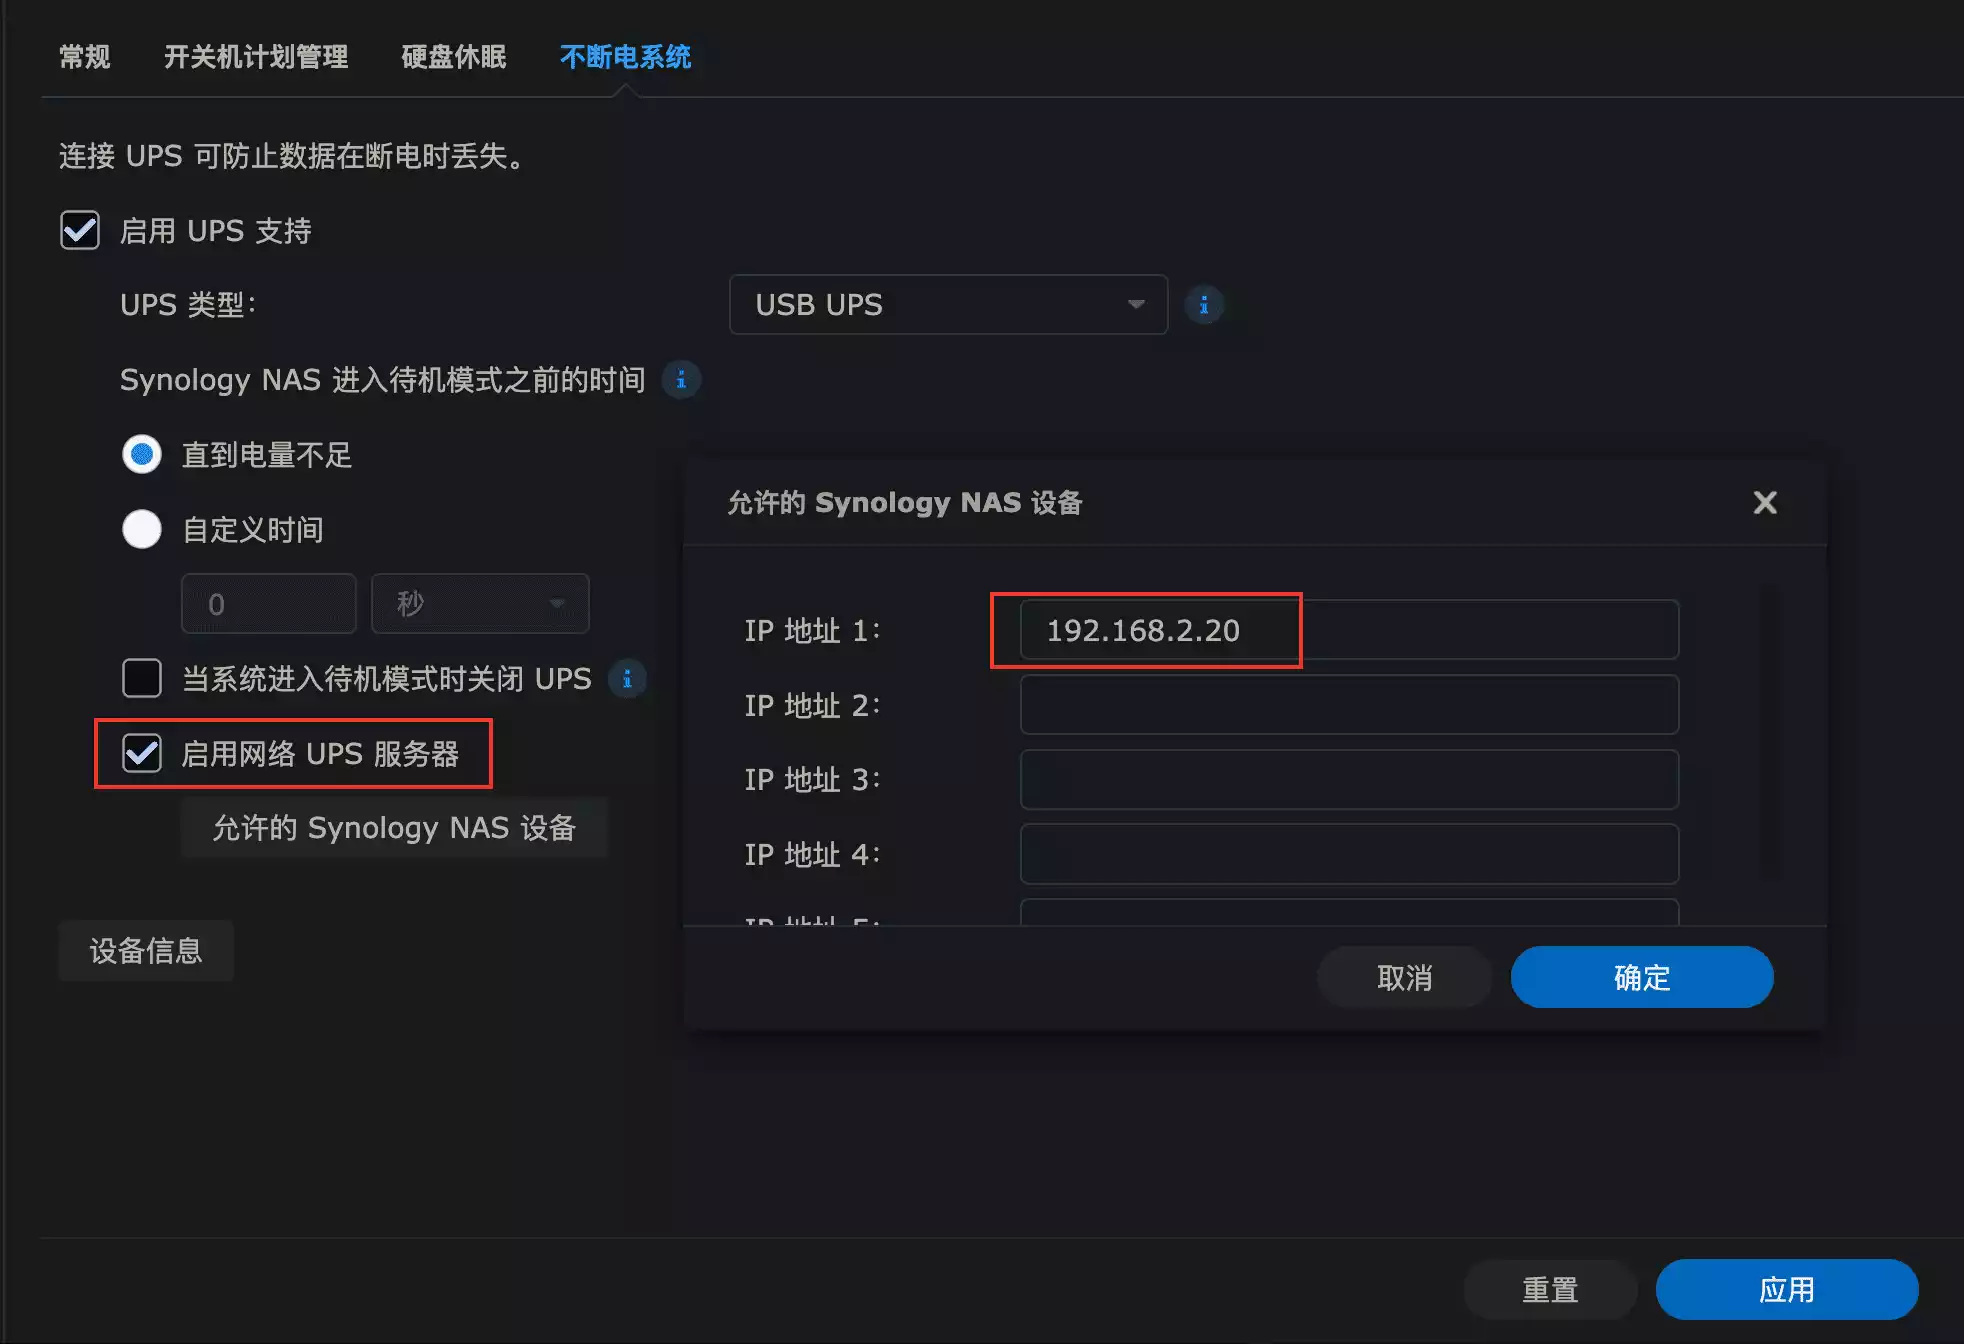 常规 开关机计划管理 硬盘休眠 不断电系统
连接 UPS 可防止数据在断电时丢失。
启用 UPS 支持
UPS 类型:
USB UPS
Synology NAS 进入待机模式之前的时间
直到电量不足
自定义时间
0 秒
当系统进入待机模式时关闭 UPS
启用网络 UPS 服务器
允许的 Synology NAS 设备
设备信息
允许的 Synology NAS 设备
IP 地址 1: 192.168.2.20
IP 地址 2:
IP 地址 3:
IP 地址 4:
IP 地址 5:
取消 确定
重置 应用